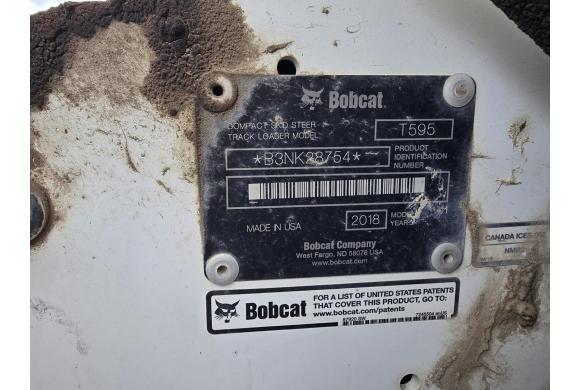 Bobcat
COMPACT SKID STEER
TRACK LOADER MODEL
T595
*B3NK28754*
PRODUCT
IDENTIFICATION
NUMBER
MADE IN USA
2018
MODEL
YEAR
Bobcat Company
West Fargo, ND 58078 USA
www.bobcat.com
CANADA ICES-002
Bobcat
FOR A LIST OF UNITED STATES PATENTS
THAT COVER THIS PRODUCT, GO TO:
www.bobcat.com/patents